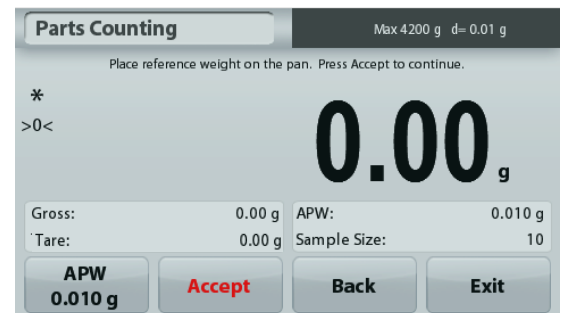 Parts Counting
Max 4200 g d= 0.01 g
Place reference weight on the pan. Press Accept to continue.
*
>0<
0.00 g
Gross: 0.00 g
Tare: 0.00 g
APW: 0.010 g
Sample Size: 10
APW
0.010 g
Accept
Back
Exit